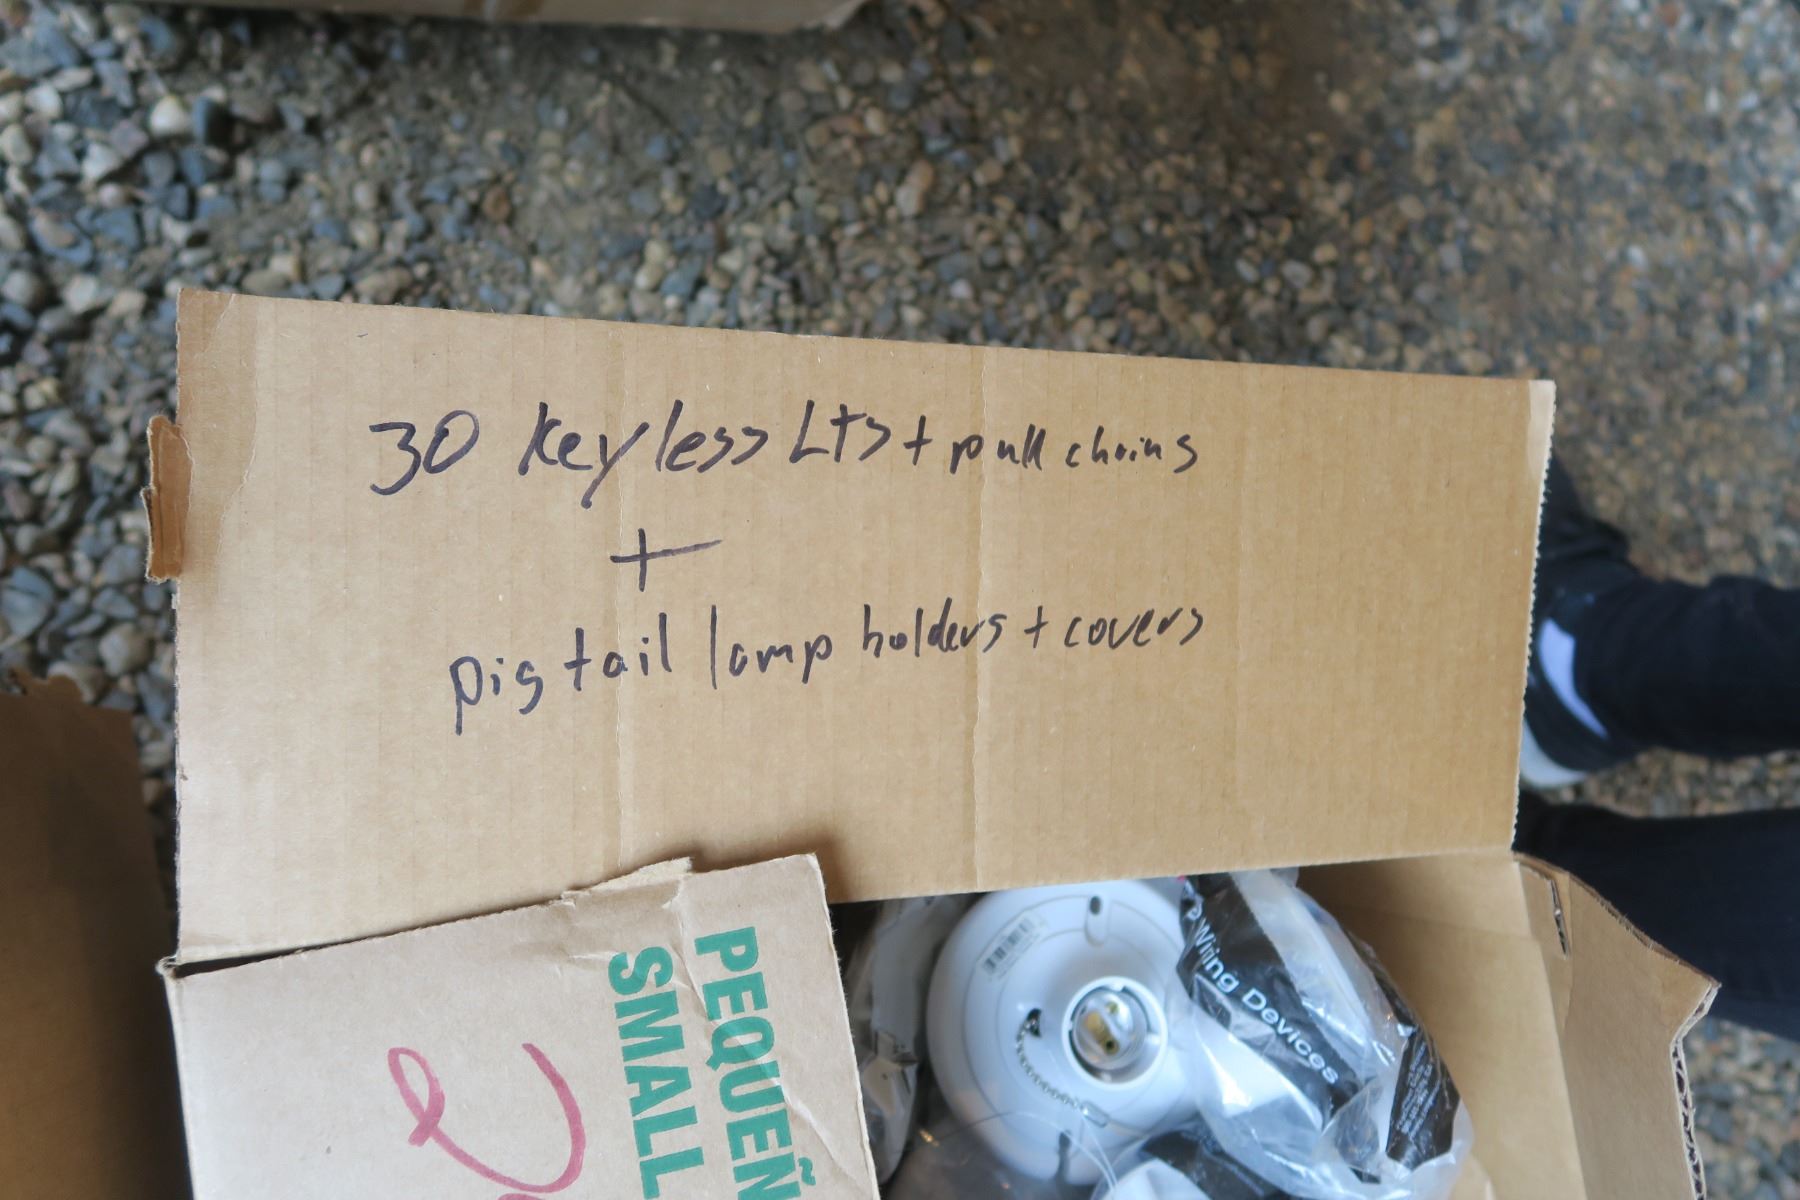 30 keyless LTS + pull chains
+
pigtail lamp holders + covers
PEQUEÑ
SMALL
Wiring Devices